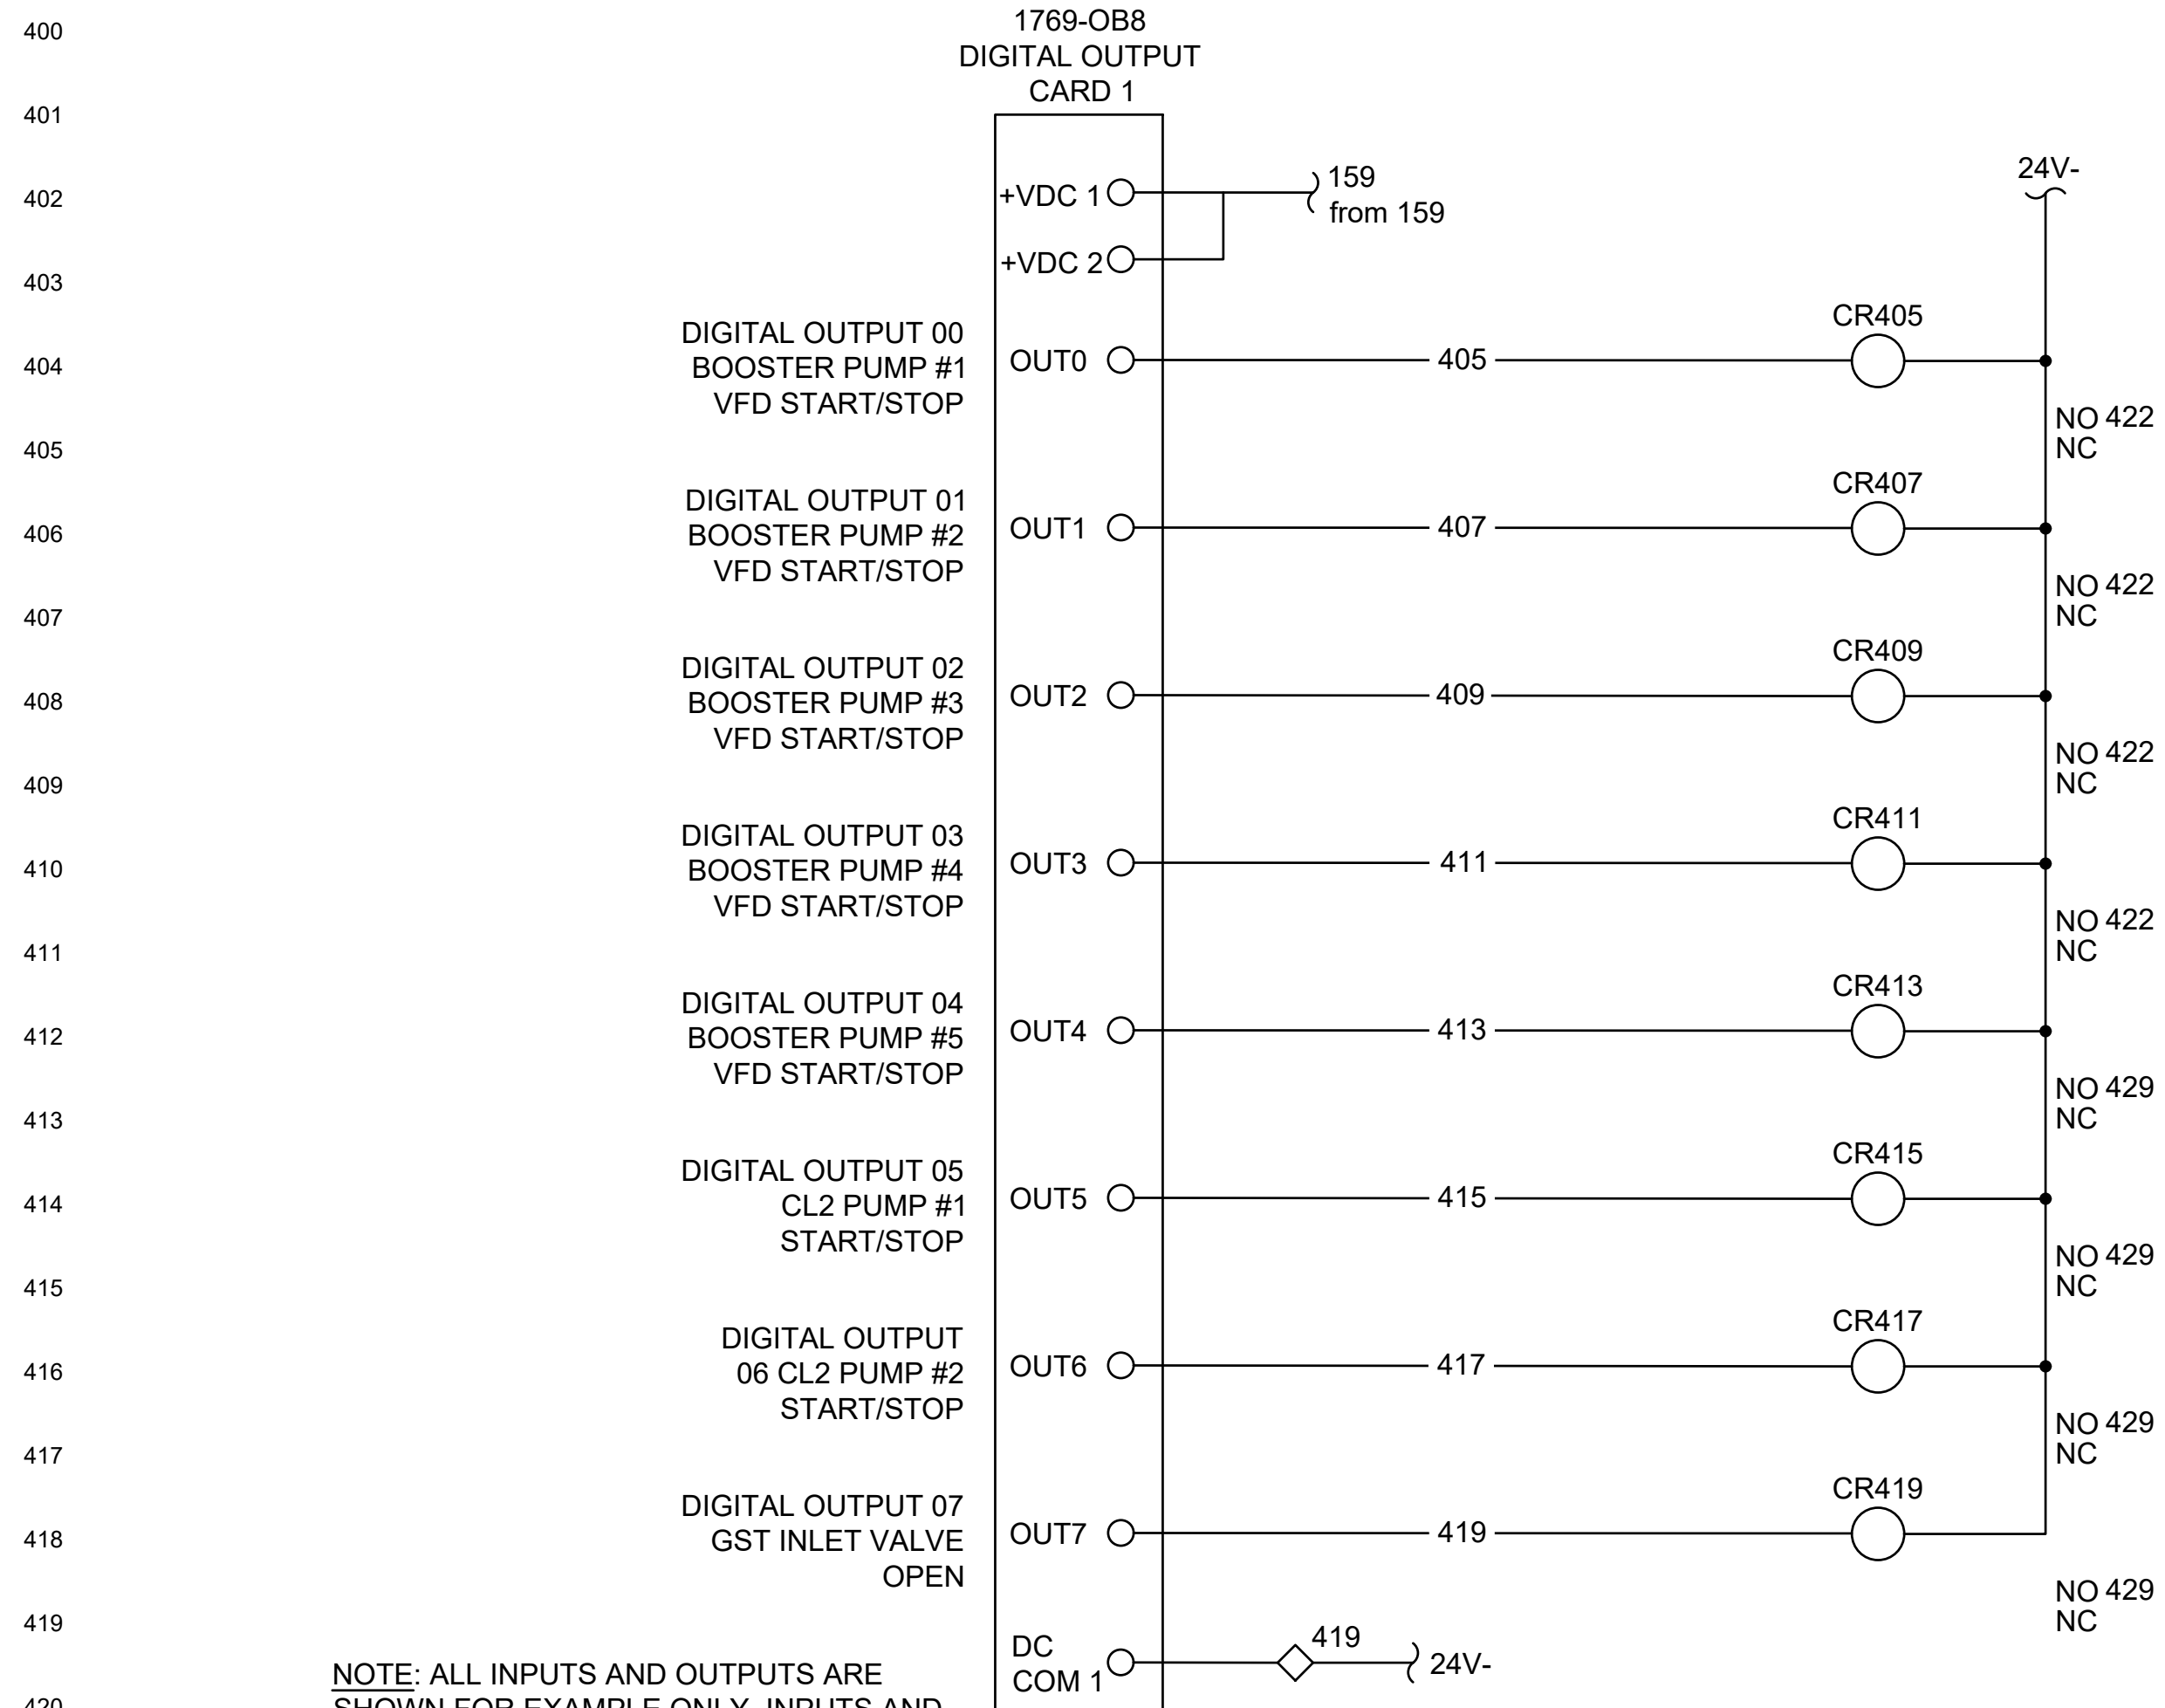 400
1769-OB8
DIGITAL OUTPUT
CARD 1
401
24V-
159
+VDC 1
402
from 159
+VDC 2
403
CR405
DIGITAL OUTPUT 00
BOOSTER PUMP #1
VFD START/STOP
OUT0
405
404
NO 422
NC
405
CR407
DIGITAL OUTPUT 01
BOOSTER PUMP #2
VFD START/STOP
OUT1
407
406
NO 422
NC
407
CR409
DIGITAL OUTPUT 02
BOOSTER PUMP #3
VFD START/STOP
OUT2
409
408
NO 422
NC
409
CR411
DIGITAL OUTPUT 03
BOOSTER PUMP #4
VFD START/STOP
OUT3
411
410
NO 422
NC
411
CR413
DIGITAL OUTPUT 04
BOOSTER PUMP #5
VFD START/STOP
OUT4
413
412
NO 429
NC
413
CR415
DIGITAL OUTPUT 05
CL2 PUMP #1
START/STOP
OUT5
415
414
NO 429
NC
415
CR417
DIGITAL OUTPUT
06 CL2 PUMP #2
START/STOP
OUT6
417
416
NO 429
NC
417
CR419
DIGITAL OUTPUT 07
GST INLET VALVE
OPEN
OUT7
419
418
NO 429
NC
419
DC
COM 1
419
24V-
NOTE: ALL INPUTS AND OUTPUTS ARE
420
SHOWN FOR EXAMPLE ONLY. INPUTS AND